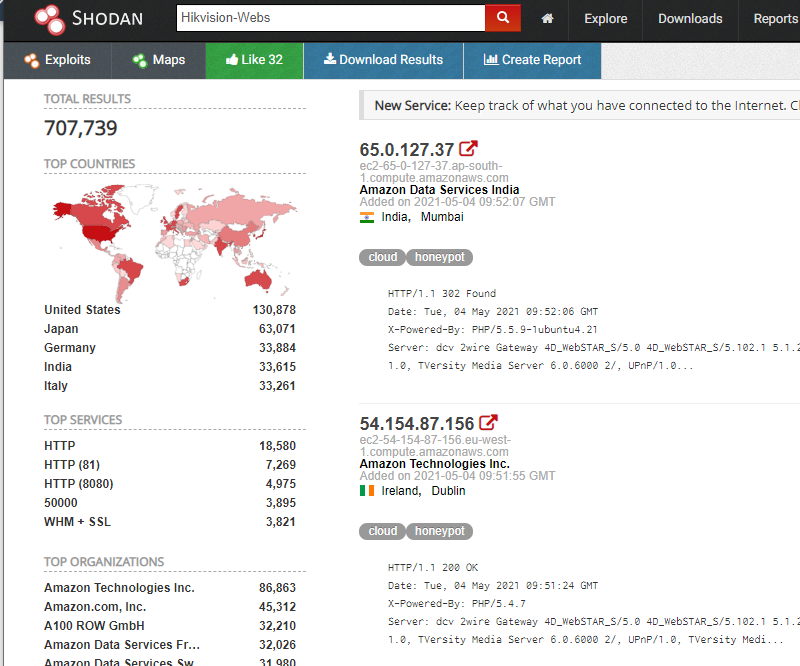 SHODAN
Hikvision-Webs
Explore
Downloads
Reports
Exploits
Maps
Like 32
Download Results
Create Report
TOTAL RESULTS
707,739
TOP COUNTRIES
United States 130,878
Japan 63,071
Germany 33,884
India 33,615
Italy 33,261
TOP SERVICES
HTTP 18,580
HTTP (81) 7,269
HTTP (8080) 4,975
50000 3,895
WHM + SSL 3,821
TOP ORGANIZATIONS
Amazon Technologies Inc. 86,863
Amazon.com, Inc. 45,312
A100 ROW GmbH 32,210
Amazon Data Services Fr... 32,026
Amazon Data Services Sw 31,980
New Service: Keep track of what you have connected to the Internet.
65.0.127.37
ec2-65-0-127-37.ap-south-
1.compute.amazonaws.com
Amazon Data Services India
Added on 2021-05-04 09:52:07 GMT
India, Mumbai
cloud honeypot
HTTP/1.1 302 Found
Date: Tue, 04 May 2021 09:52:06 GMT
X-Powered-By: PHP/5.5.9-1ubuntu4.21
Server: dcv 2wire Gateway 4D_WebSTAR_S/5.0 4D_WebSTAR_S/5.102.1 5.1.2
1.0, TVersity Media Server 6.0.6000 2/, UPnP/1.0...
54.154.87.156
ec2-54-154-87-156.eu-west-
1.compute.amazonaws.com
Amazon Technologies Inc.
Added on 2021-05-04 09:51:55 GMT
Ireland, Dublin
cloud honeypot
HTTP/1.1 200 OK
Date: Tue, 04 May 2021 09:51:24 GMT
X-Powered-By: PHP/5.4.7
Server: dcv 2wire Gateway 4D_WebSTAR_S/5.0 4D_WebSTAR_S/5.102.1 5.1.2
1.0, TVersity Media Server 6.0.6000 2/, UPnP/1.0, TVersity Medi...